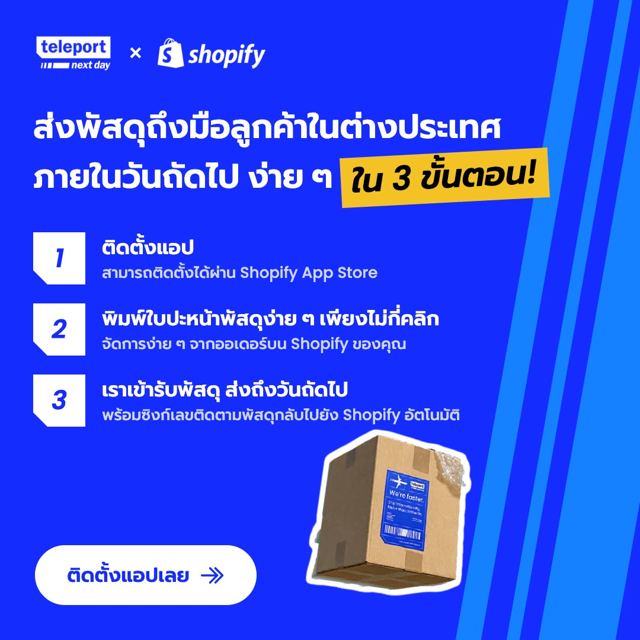 teleport
next day
×
shopify
ส่งพัสดุถึงมือลูกค้าในต่างประเทศ
ภายในวันถัดไป ง่าย ๆ ใน 3 ขั้นตอน!
1
ติดตั้งแอป
สามารถติดตั้งได้ผ่าน Shopify App Store
2
พิมพ์ใบปะหน้าพัสดุง่าย ๆ เพียงไม่กี่คลิก
จัดการง่าย ๆ จากออเดอร์บน Shopify ของคุณ
3
เราเข้ารับพัสดุ ส่งถึงวันถัดไป
พร้อมซิงก์เลขติดตามพัสดุกลับไปยัง Shopify อัตโนมัติ
teleport
We're faster.
ติดตั้งแอปเลย